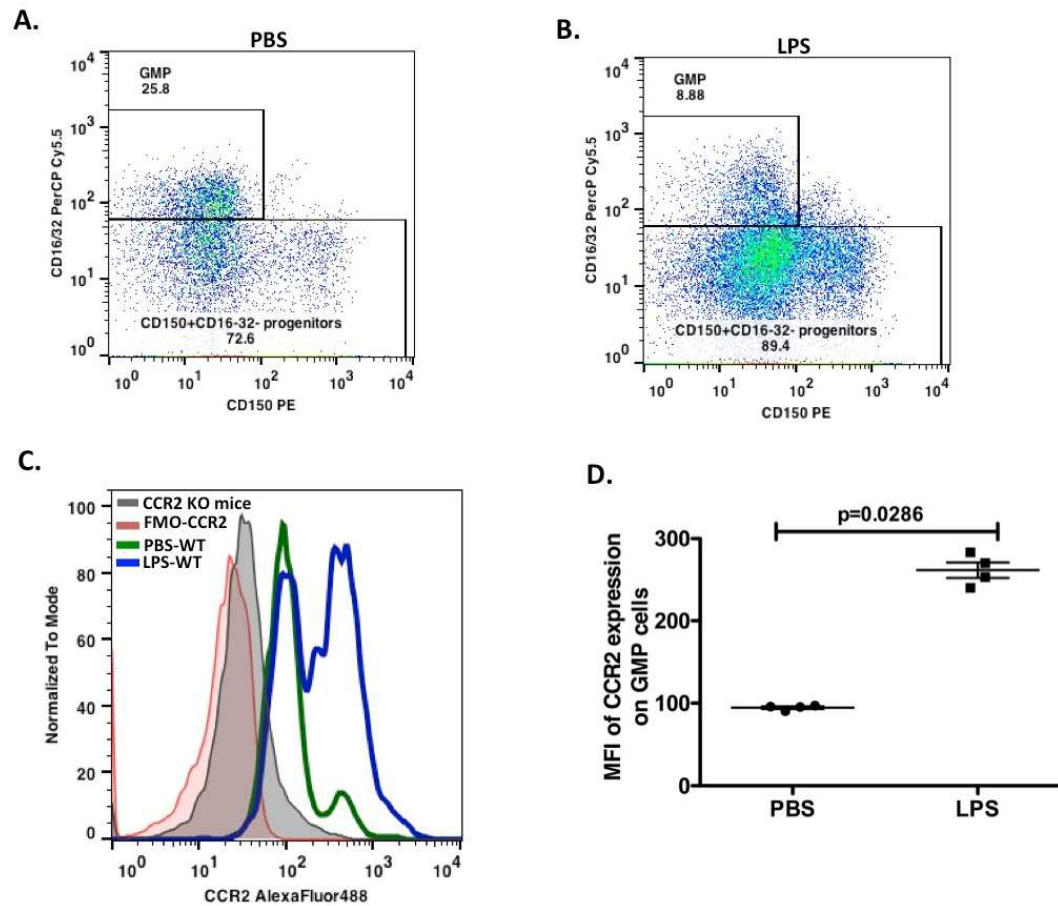 A.
PBS
GMP
25.8
CD150+CD16-32- progenitors
72.6
10^4
10^3
10^2
10^1
10^0
CD16/32 PerCP Cy5.5
10^0 10^1 10^2 10^3 10^4
CD150 PE
B.
LPS
GMP
8.88
CD150+CD16-32- progenitors
89.4
10^4
10^3
10^2
10^1
10^0
CD16/32 PercP Cy5.5
10^0 10^1 10^2 10^3 10^4
CD150 PE
C.
CCR2 KO mice
FMO-CCR2
PBS-WT
LPS-WT
100
80
60
40
20
0
Normalized To Mode
10^0 10^1 10^2 10^3 10^4
CCR2 AlexaFluor488
D.
p=0.0286
300
200
100
0
MFI of CCR2 expression
on GMP cells
PBS LPS